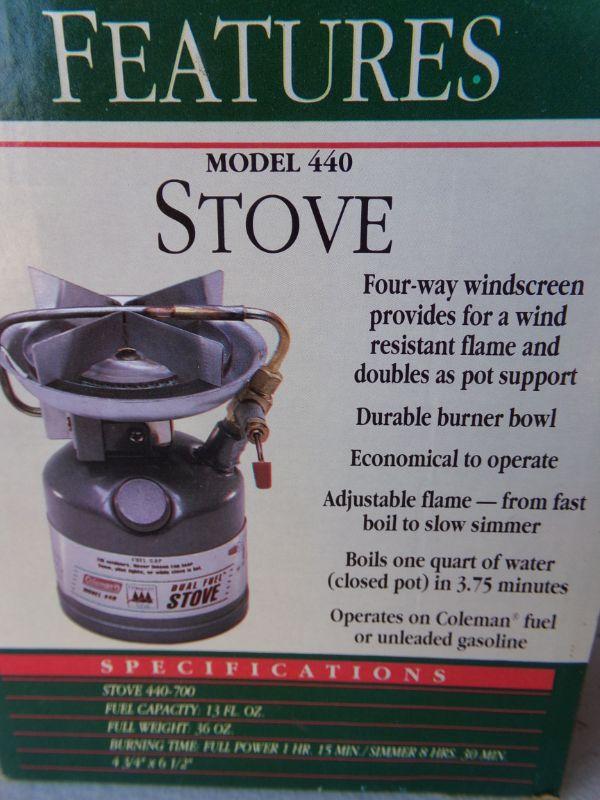 FEATURES
MODEL 440
STOVE
Four-way windscreen
provides for a wind
resistant flame and
doubles as pot support
Durable burner bowl
Economical to operate
Adjustable flame — from fast
boil to slow simmer
Boils one quart of water
(closed pot) in 3.75 minutes
Operates on Coleman® fuel
or unleaded gasoline
FUEL CAP
Coleman
MODEL 440
DUAL FUEL™
STOVE
SPECIFICATIONS
STOVE 440-700
FUEL CAPACITY: 13 FL. OZ.
FULL WEIGHT: 36 OZ.
BURNING TIME: FULL POWER 1 HR. 15 MIN./ SIMMER 8 HRS. 30 MIN.
4 3/4" x 6 1/2"